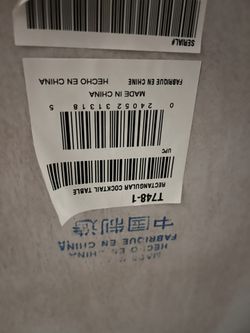 HECHO EN CHINA
FABRIQUE EN CHINA
中国制造
T748-1
RECTANGULAR COCKTAIL TABLE
UPC
0 24052 31318 5
MADE IN CHINA
FABRIQUE EN CHINE HECHO EN CHINA
SERIAL#